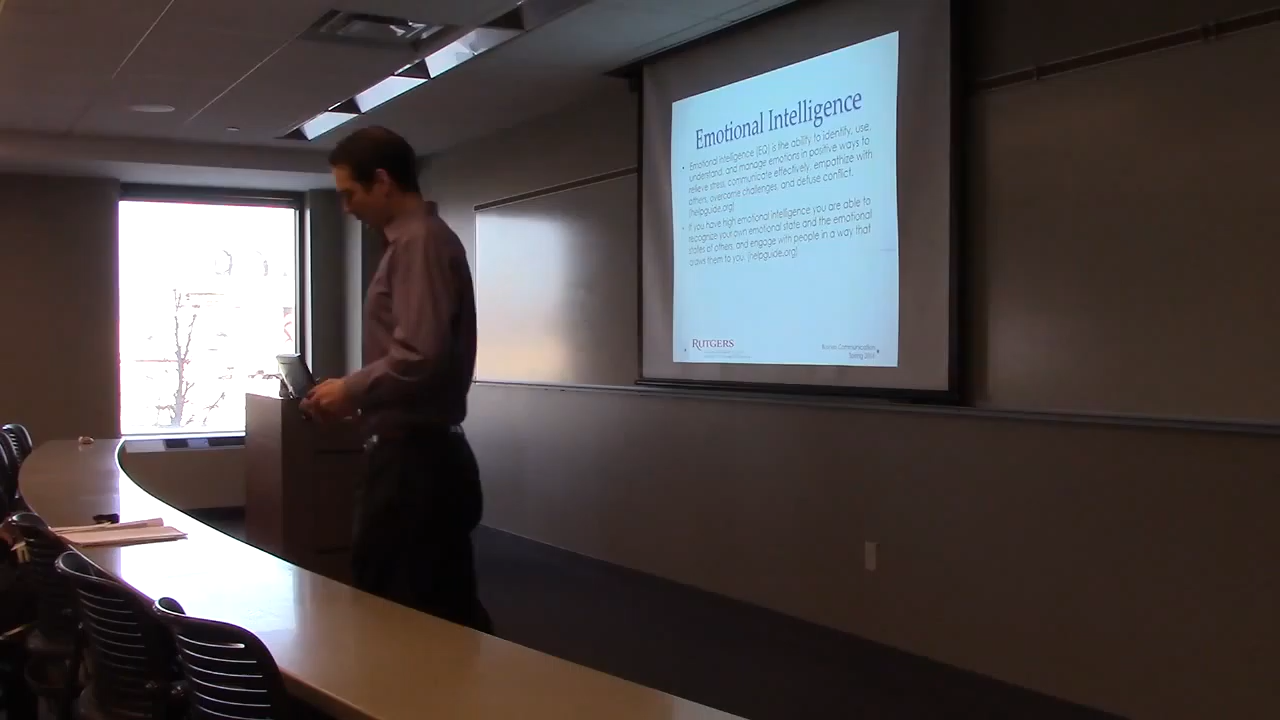 Emotional Intelligence
• Emotional intelligence (EQ) is the ability to identify, use,
understand, and manage emotions in positive ways to
relieve stress, communicate effectively, empathize with
others, overcome challenges, and defuse conflict.
(helpguide.org)
• If you have high emotional intelligence you are able to
recognize your own emotional state and the emotional
states of others, and engage with people in a way that
draws them to you. (helpguide.org)
RUTGERS
Business Communication